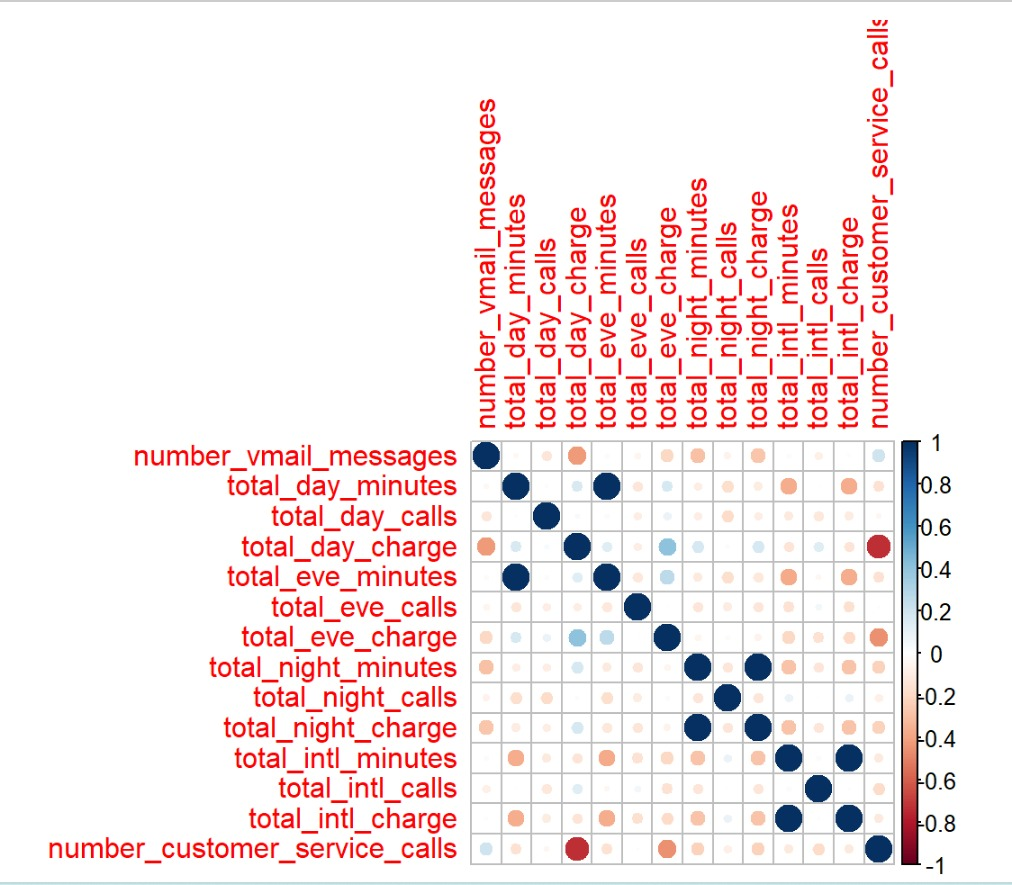 number_vmail_messages
total_day_minutes
total_day_calls
total_day_charge
total_eve_minutes
total_eve_calls
total_eve_charge
total_night_minutes
total_night_calls
total_night_charge
total_intl_minutes
total_intl_calls
total_intl_charge
number_customer_service_calls
number_vmail_messages
total_day_minutes
total_day_calls
total_day_charge
total_eve_minutes
total_eve_calls
total_eve_charge
total_night_minutes
total_night_calls
total_night_charge
total_intl_minutes
total_intl_calls
total_intl_charge
number_customer_service_calls
1
0.8
0.6
0.4
0.2
0
-0.2
-0.4
-0.6
-0.8
-1